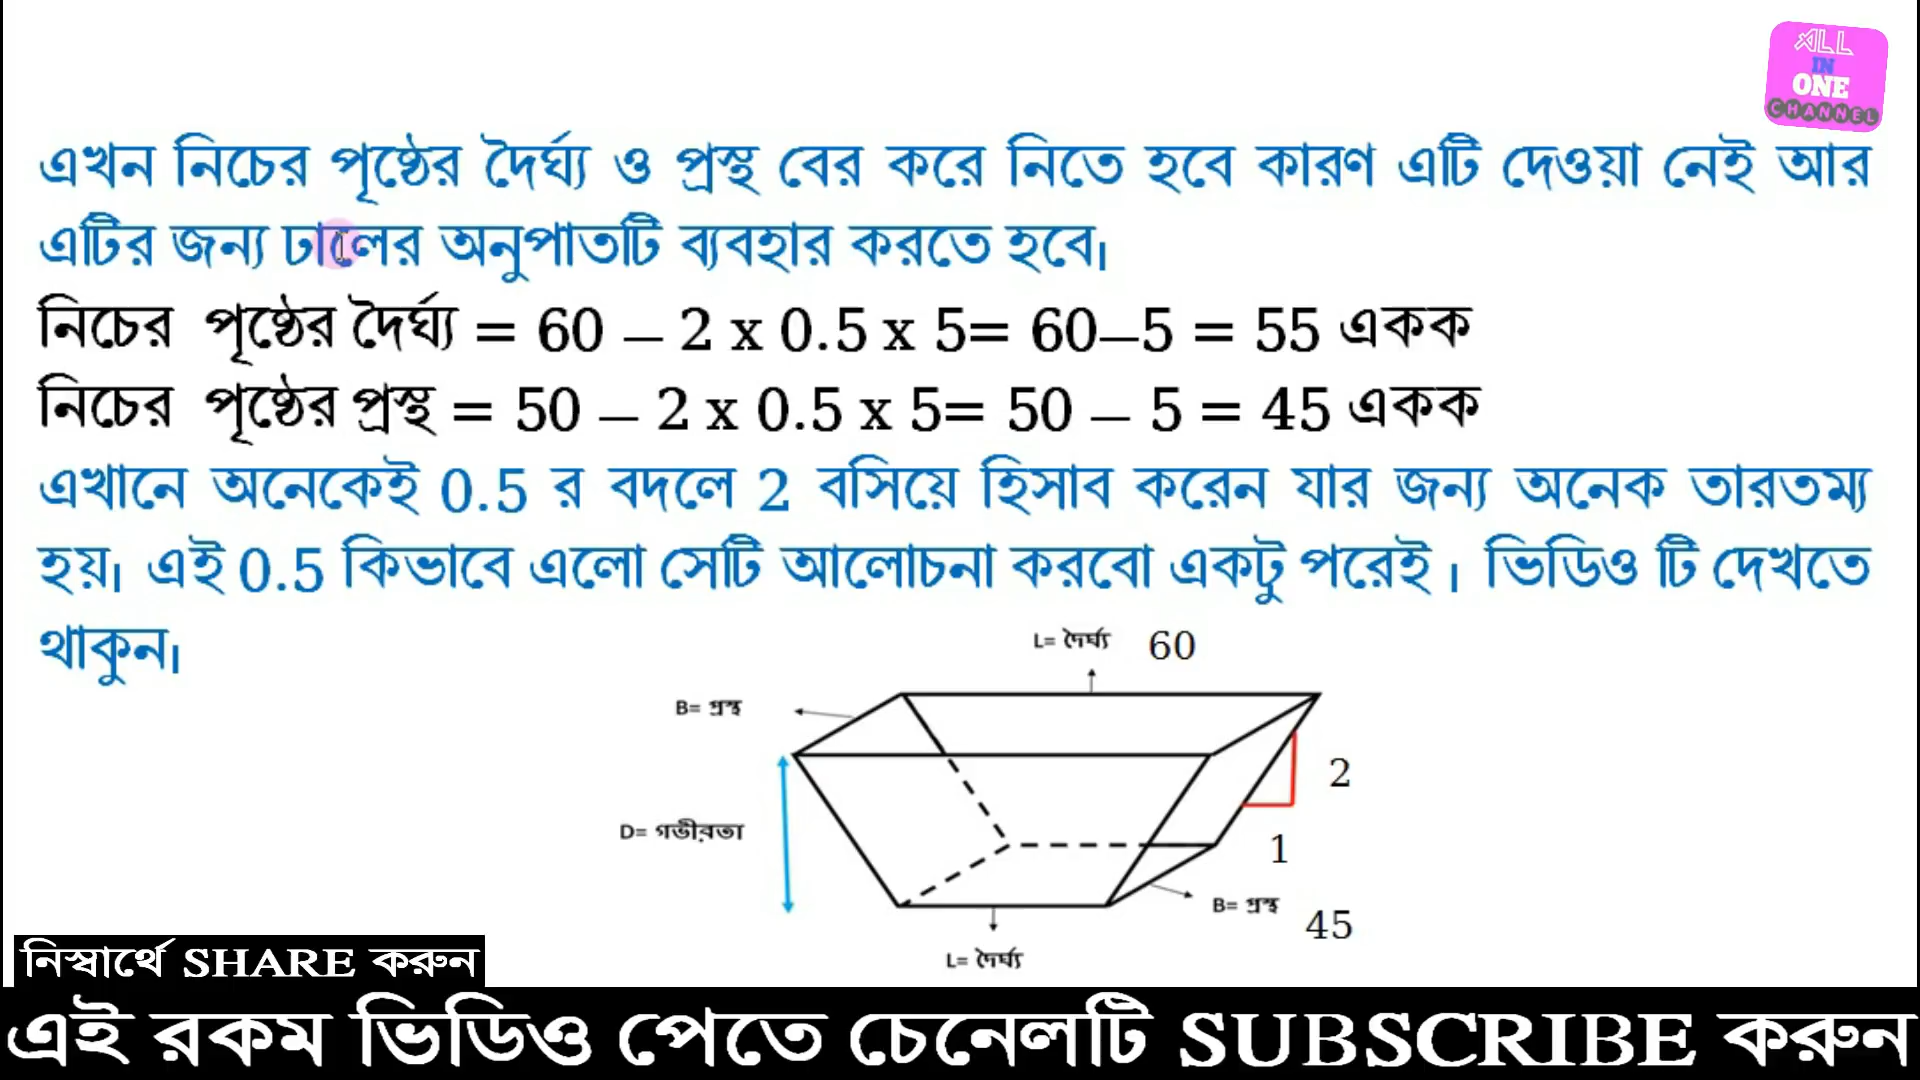 ALL
IN
ONE
CHANNEL
এখন নিচের পৃষ্ঠের দৈর্ঘ্য ও প্রস্থ বের করে নিতে হবে কারণ এটি দেওয়া নেই আর
এটির জন্য ঢালের অনুপাতটি ব্যবহার করতে হবে।
নিচের পৃষ্ঠের দৈর্ঘ্য = 60 – 2 x 0.5 x 5= 60–5 = 55 একক
নিচের পৃষ্ঠের প্রস্থ = 50 – 2 x 0.5 x 5= 50 – 5 = 45 একক
এখানে অনেকেই 0.5 র বদলে 2 বসিয়ে হিসাব করেন যার জন্য অনেক তারতম্য
হয়। এই 0.5 কিভাবে এলো সেটি আলোচনা করবো একটু পরেই। ভিডিও টি দেখতে
থাকুন।
L= দৈর্ঘ্য 60
B= প্রস্থ
2
D= গভীরতা
1
B= প্রস্থ 45
L= দৈর্ঘ্য
নিস্বার্থে SHARE করুন
এই রকম ভিডিও পেতে চেনেলটি SUBSCRIBE করুন